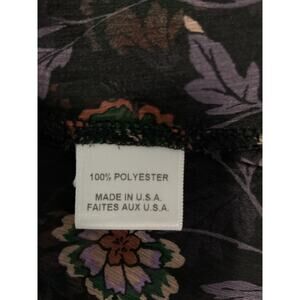 100% POLYESTER
MADE IN U.S.A.
FAITES AUX U.S.A.